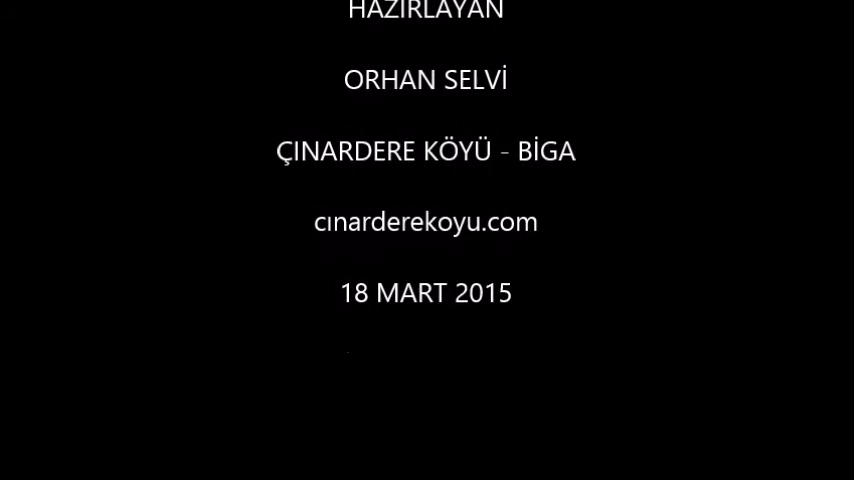 HAZIRLAYAN
ORHAN SELVİ
ÇINARDERE KÖYÜ - BİGA
cınarderekoyu.com
18 MART 2015